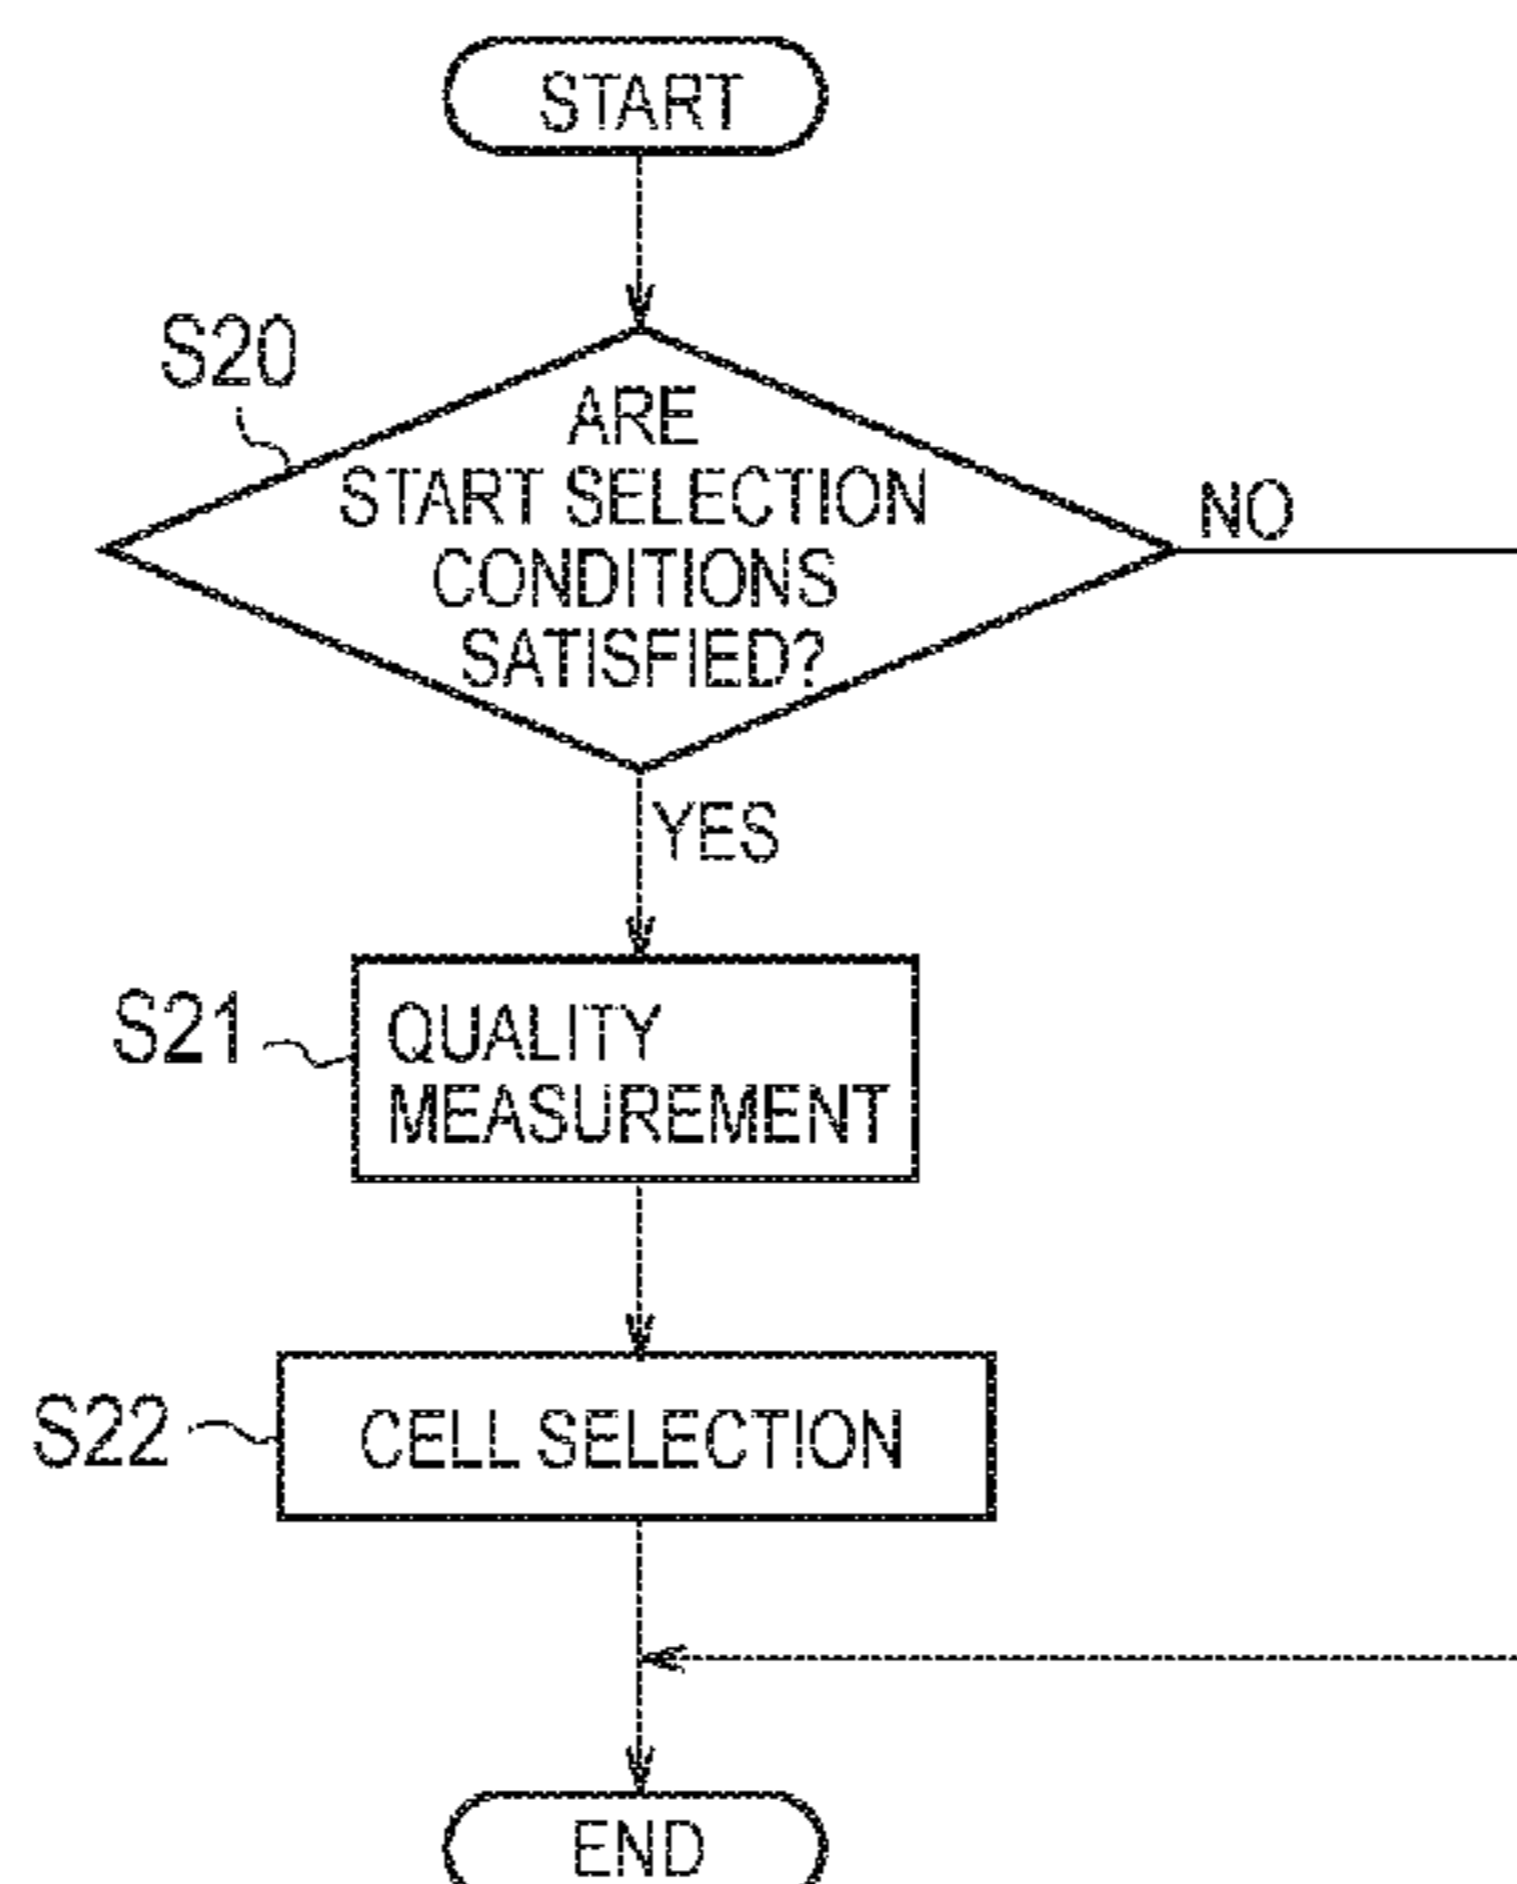 START
S20
ARE
START SELECTION
CONDITIONS
SATISFIED?
NO
YES
S21
QUALITY
MEASUREMENT
S22
CELL SELECTION
END